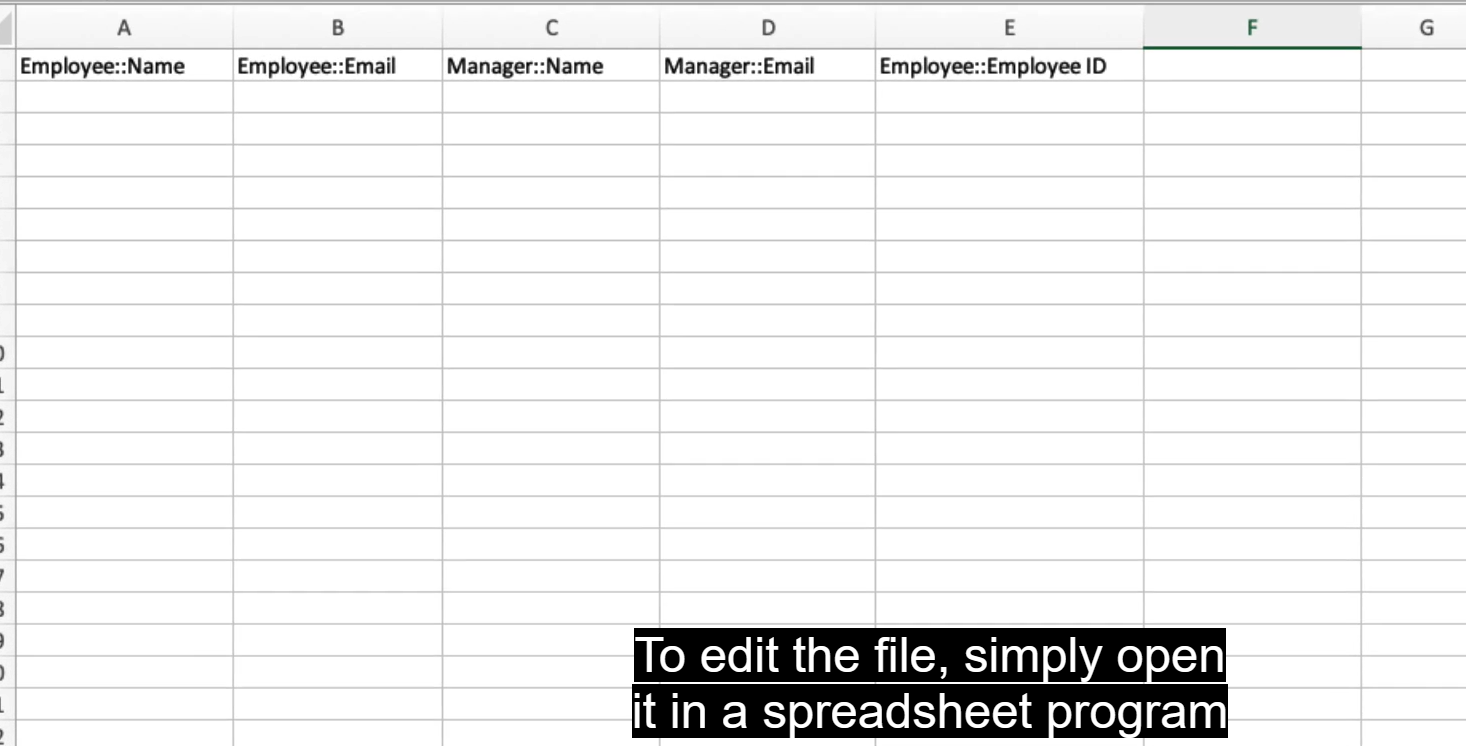 A B C D E F G
Employee::Name Employee::Email Manager::Name Manager::Email Employee::Employee ID
To edit the file, simply open
it in a spreadsheet program